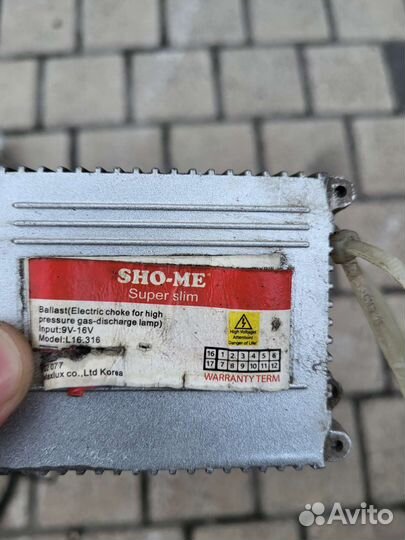 SHO-ME
Super slim
Ballast(Electric choke for high
pressure gas-discharge lamp)
Input:9V-16V
Model:L16.316
077
co.,Ltd Korea
High Voltage
Attention!
Danger of Life!
16 1 2 3 4 5 6
17 7 8 9 10 11 12
WARRANTY TERM
Avito